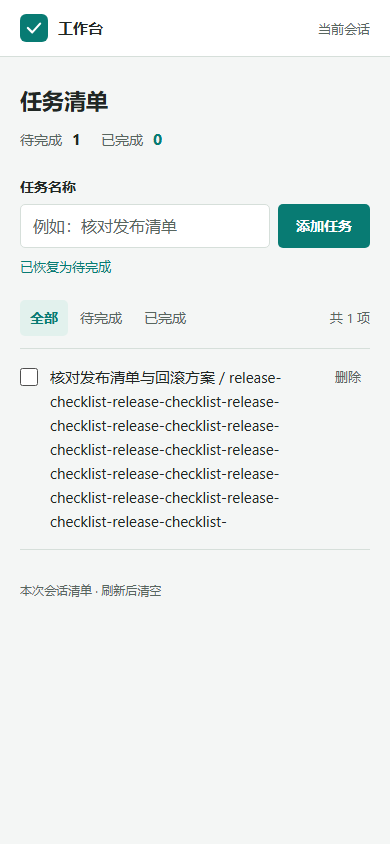 工作台
当前会话
任务清单
待完成 1 已完成 0
任务名称
例如：核对发布清单
添加任务
已恢复为待完成
全部 待完成 已完成 共 1 项
核对发布清单与回滚方案 / release-
checklist-release-checklist-release-
checklist-release-checklist-release-
checklist-release-checklist-release-
checklist-release-checklist-release-
checklist-release-checklist-release-
checklist-release-checklist-
删除
本次会话清单 · 刷新后清空